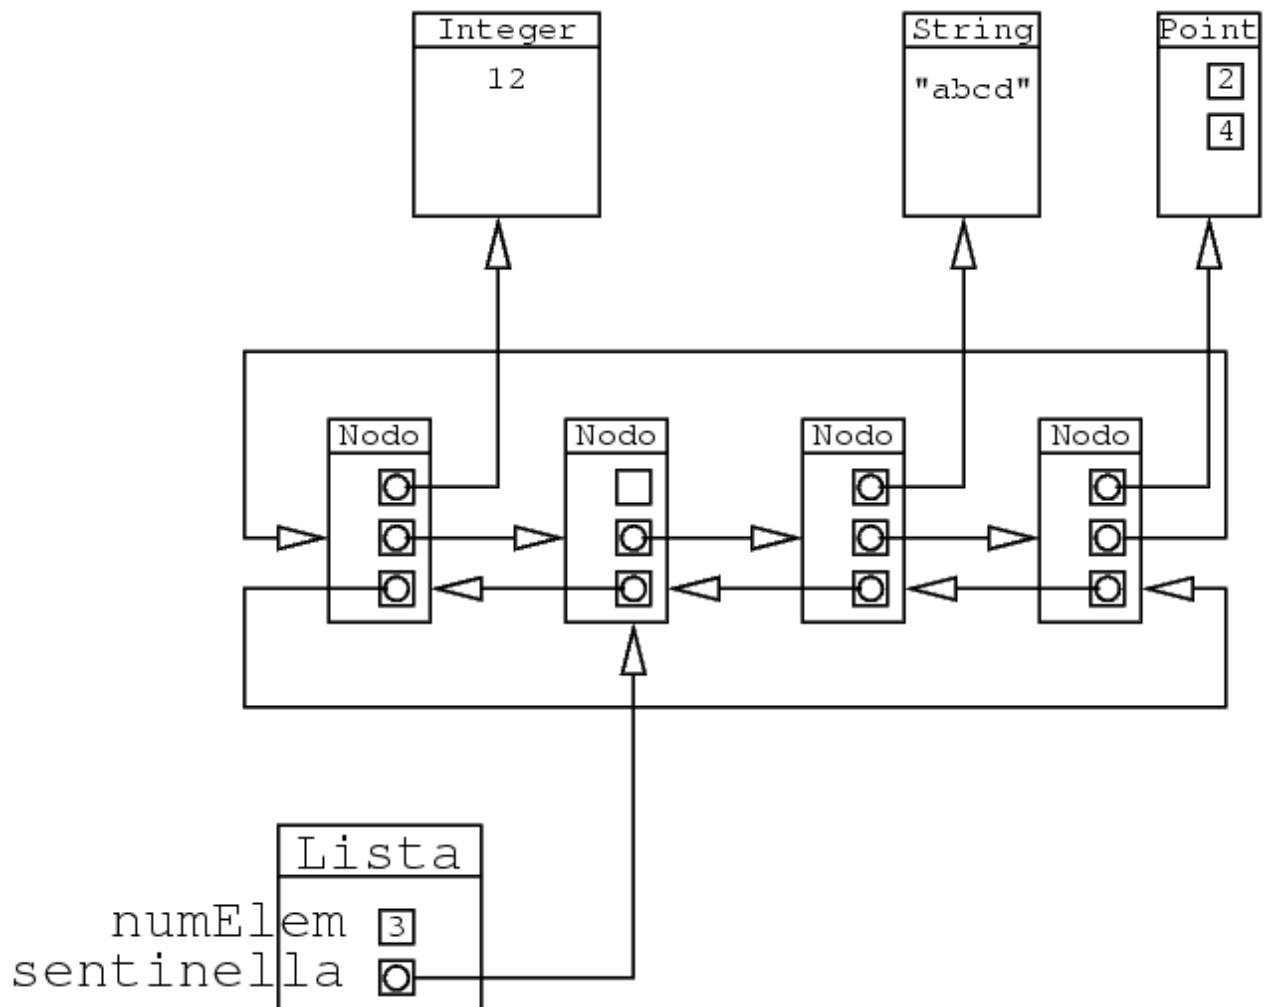 Integer
String
Point
12
"abcd"
2
4
Nodo
Nodo
Nodo
Nodo
Lista
numElem
3
sentinella